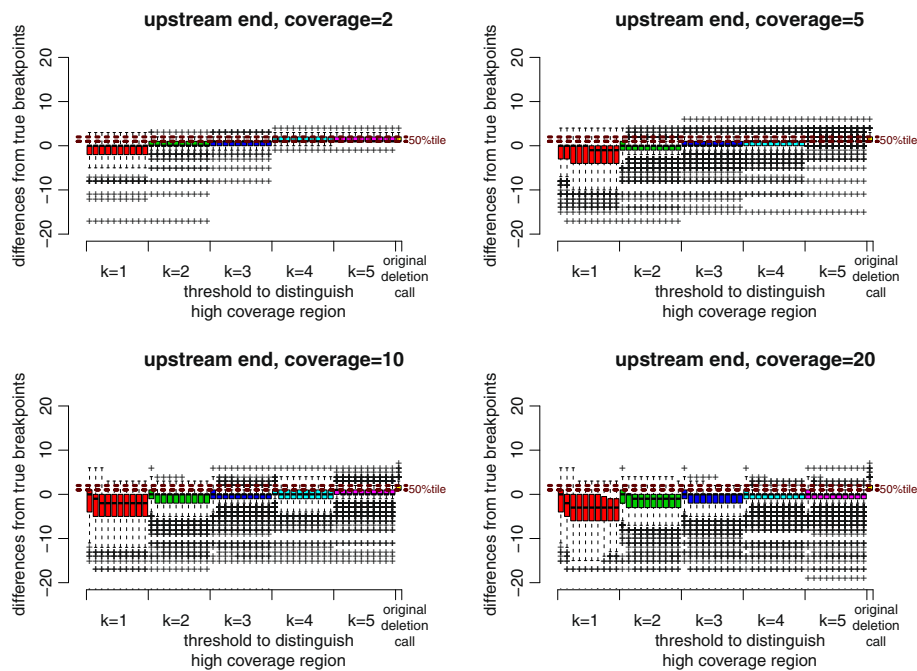 upstream end, coverage=2
differences from true breakpoints
20
10
0
−10
−20
50%tile
k=1 k=2 k=3 k=4 k=5
original
deletion
call
threshold to distinguish
high coverage region
upstream end, coverage=5
differences from true breakpoints
20
10
0
−10
−20
50%tile
k=1 k=2 k=3 k=4 k=5
original
deletion
call
threshold to distinguish
high coverage region
upstream end, coverage=10
differences from true breakpoints
20
10
0
−10
−20
50%tile
k=1 k=2 k=3 k=4 k=5
original
deletion
call
threshold to distinguish
high coverage region
upstream end, coverage=20
differences from true breakpoints
20
10
0
−10
−20
50%tile
k=1 k=2 k=3 k=4 k=5
original
deletion
call
threshold to distinguish
high coverage region